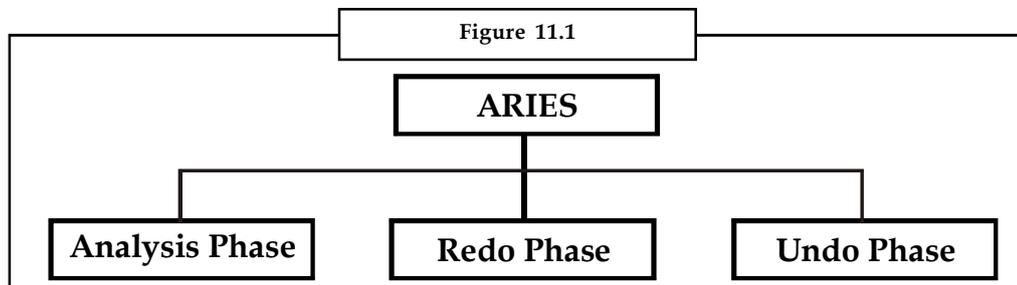 Figure 11.1
ARIES
Analysis Phase
Redo Phase
Undo Phase